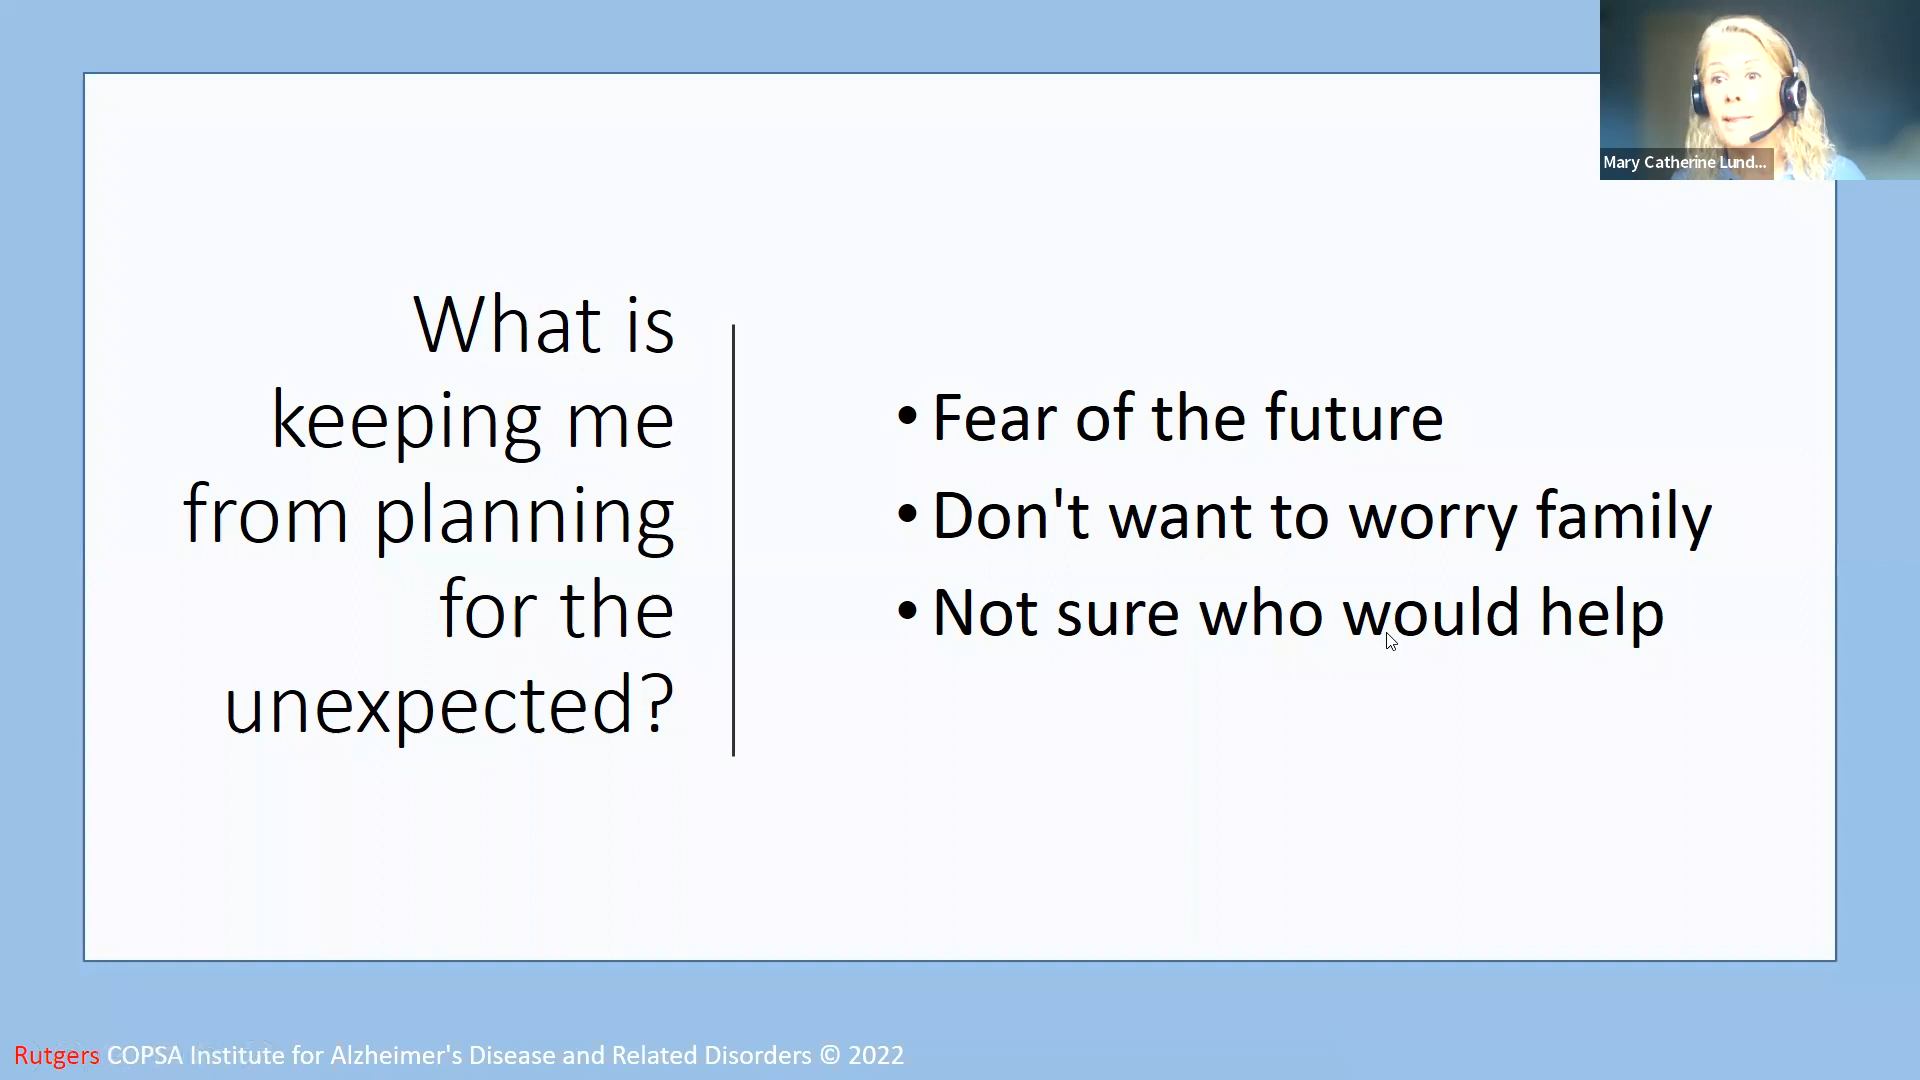 Mary Catherine Lund...
What is
keeping me
from planning
for the
unexpected?
• Fear of the future
• Don't want to worry family
• Not sure who would help
Rutgers COPSA Institute for Alzheimer's Disease and Related Disorders © 2022